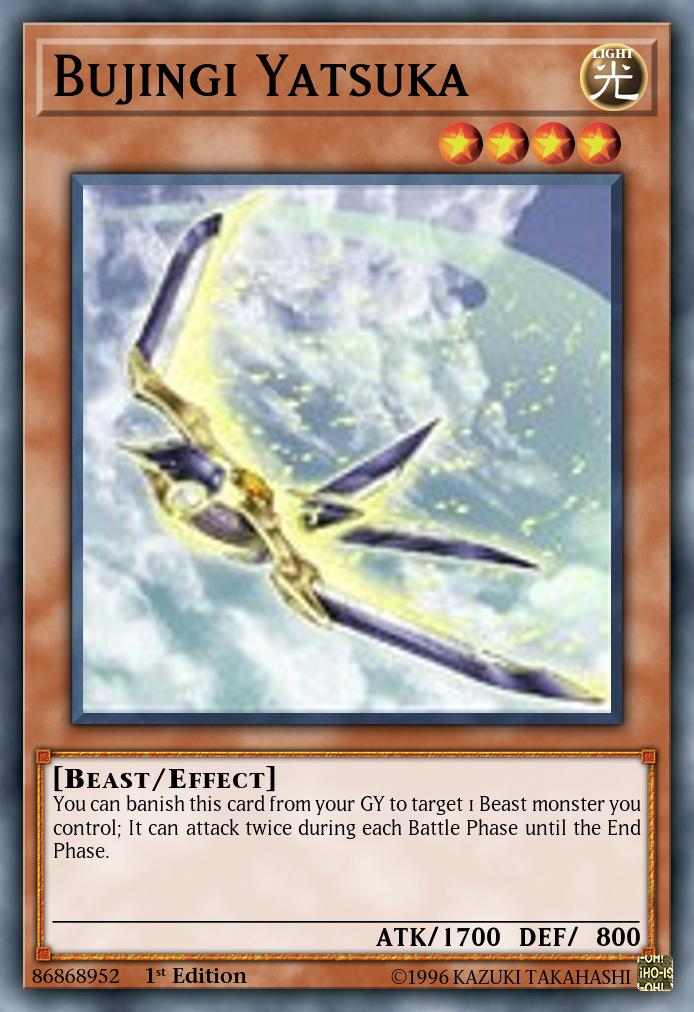 Bujingi Yatsuka
LIGHT
光
[Beast/Effect]
You can banish this card from your GY to target 1 Beast monster you
control; It can attack twice during each Battle Phase until the End
Phase.
ATK/1700 DEF/ 800
86868952 1st Edition ©1996 KAZUKI TAKAHASHI